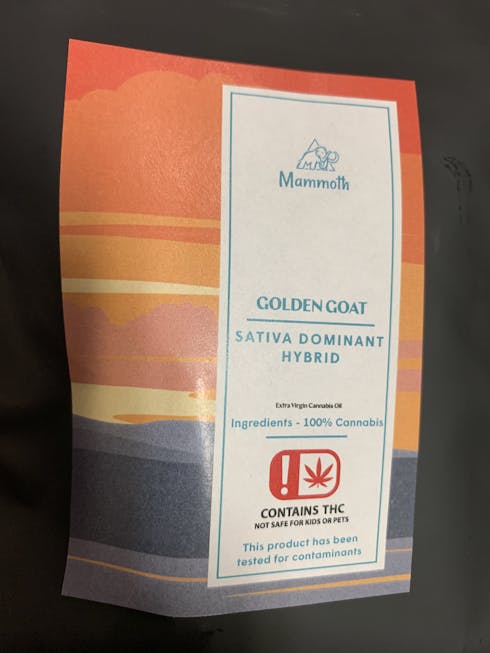 Mammoth
GOLDEN GOAT
SATIVA DOMINANT
HYBRID
Extra Virgin Cannabis Oil
Ingredients - 100% Cannabis
!
CONTAINS THC
NOT SAFE FOR KIDS OR PETS
This product has been
tested for contaminants